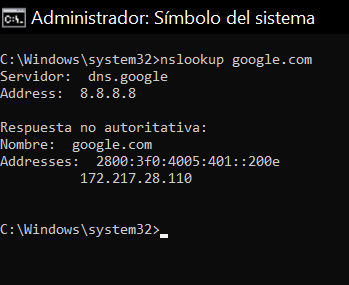 C:\. Administrador: Símbolo del sistema
C:\Windows\system32>nslookup google.com
Servidor:  dns.google
Address:  8.8.8.8
Respuesta no autoritativa:
Nombre:  google.com
Addresses:  2800:3f0:4005:401::200e
          172.217.28.110
C:\Windows\system32>